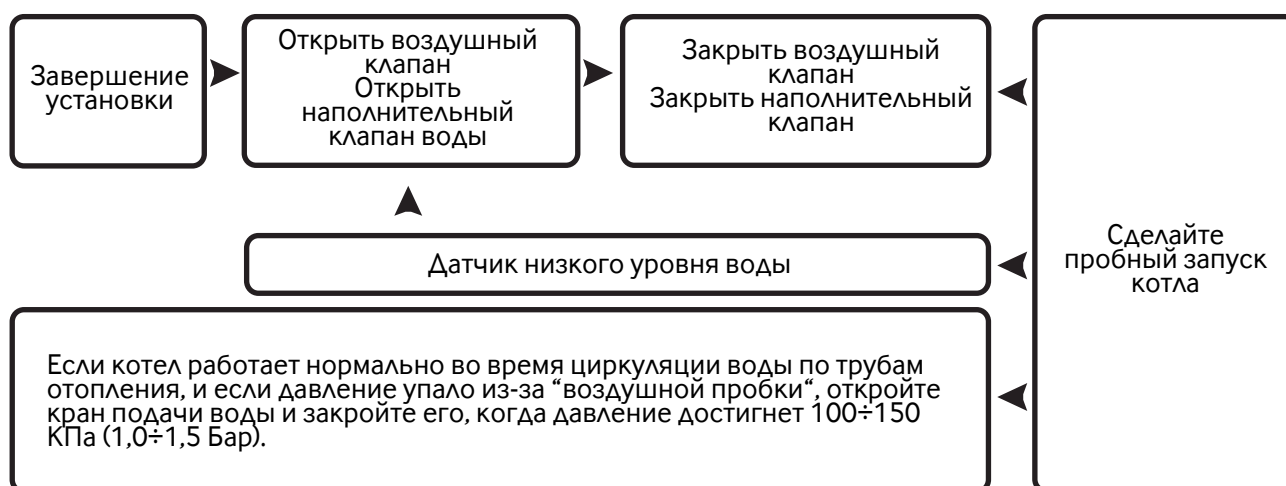 Завершение
установки
Открыть воздушный
клапан
Открыть
наполнительный
клапан воды
Закрыть воздушный
клапан
Закрыть наполнительный
клапан
Датчик низкого уровня воды
Сделайте
пробный запуск
котла
Если котел работает нормально во время циркуляции воды по трубам
отопления, и если давление упало из-за “воздушной пробки“, откройте
кран подачи воды и закройте его, когда давление достигнет 100÷150
КПа (1,0÷1,5 Бар).